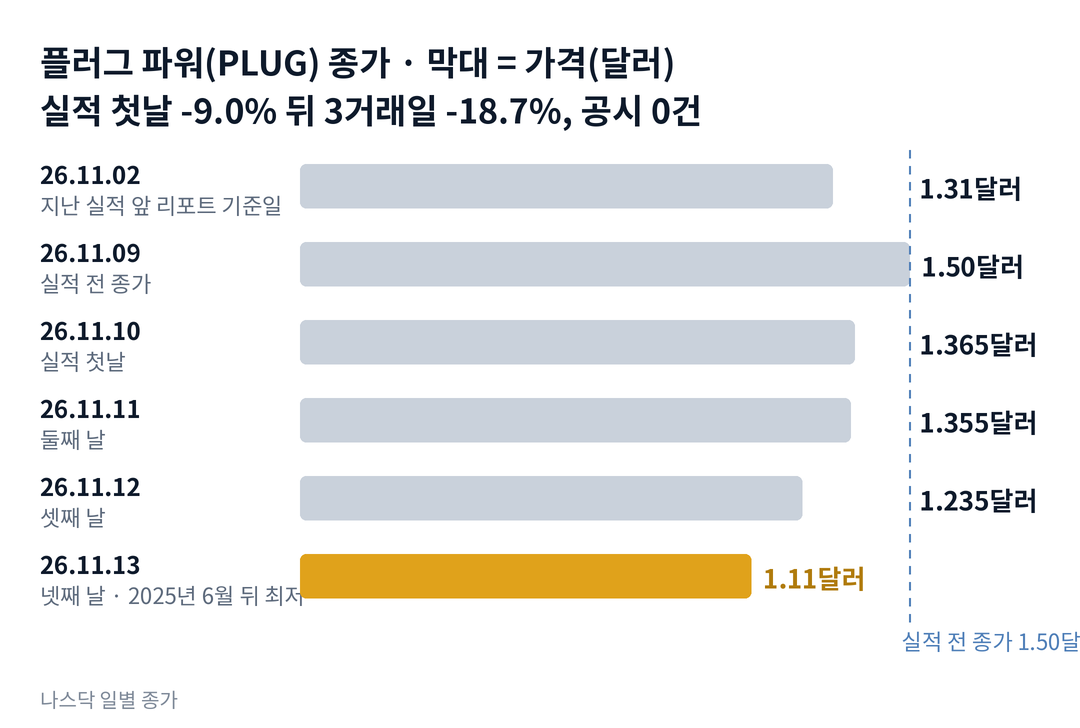 플러그 파워(PLUG) 종가 · 막대 = 가격(달러)
실적 첫날 -9.0% 뒤 3거래일 -18.7%, 공시 0건
26.11.02
지난 실적 앞 리포트 기준일
1.31달러
26.11.09
실적 전 종가
1.50달러
26.11.10
실적 첫날
1.365달러
26.11.11
둘째 날
1.355달러
26.11.12
셋째 날
1.235달러
26.11.13
넷째 날 · 2025년 6월 뒤 최저
1.11달러
실적 전 종가 1.50달
나스닥 일별 종가